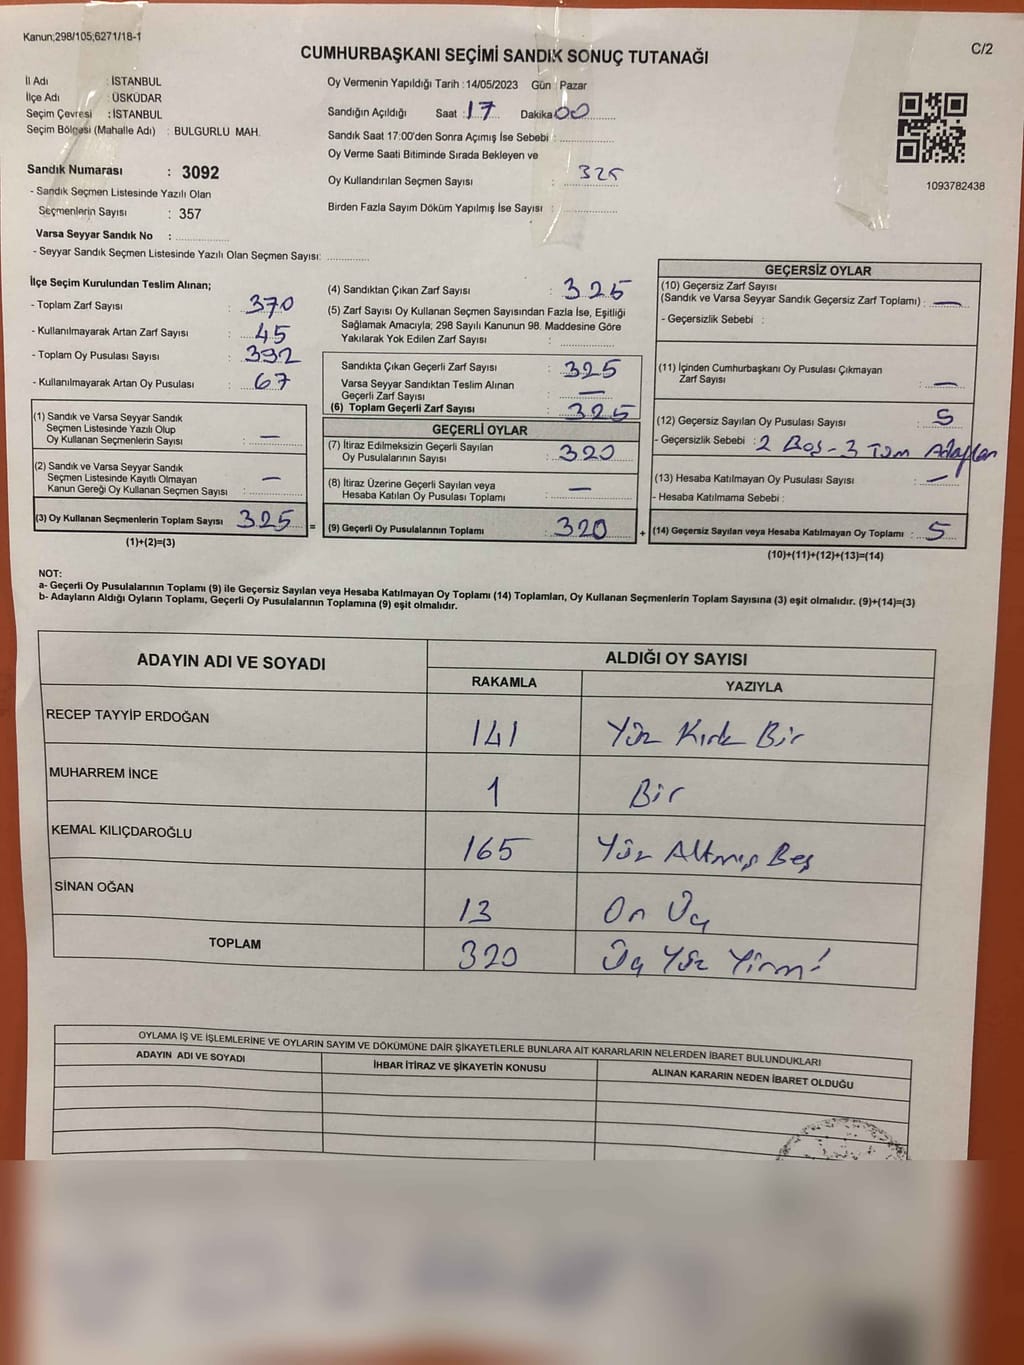 Kanun;298/105;6271/18-1
C/2
CUMHURBAŞKANI SEÇİMİ SANDIK SONUÇ TUTANAĞI
İl Adı : İSTANBUL
İlçe Adı : ÜSKÜDAR
Seçim Çevresi : İSTANBUL
Seçim Bölgesi (Mahalle Adı) : BULGURLU MAH.
Sandık Numarası : 3092
- Sandık Seçmen Listesinde Yazılı Olan
Seçmenlerin Sayısı : 357
Varsa Seyyar Sandık No :
- Seyyar Sandık Seçmen Listesinde Yazılı Olan Seçmen Sayısı:
Oy Vermenin Yapıldığı Tarih : 14/05/2023 Gün : Pazar
Sandığın Açıldığı Saat : 17 Dakika 00
Sandık Saat 17:00'den Sonra Açımış İse Sebebi :
Oy Verme Saati Bitiminde Sırada Bekleyen ve
Oy Kullandırılan Seçmen Sayısı : 325
Birden Fazla Sayım Döküm Yapılmış İse Sayısı :
1093782438
İlçe Seçim Kurulundan Teslim Alınan;
- Toplam Zarf Sayısı : 370
- Kullanılmayarak Artan Zarf Sayısı : 45
- Toplam Oy Pusulası Sayısı : 392
- Kullanılmayarak Artan Oy Pusulası : 67
(1) Sandık ve Varsa Seyyar Sandık
Seçmen Listesinde Yazılı Olup
Oy Kullanan Seçmenlerin Sayısı : —
(2) Sandık ve Varsa Seyyar Sandık
Seçmen Listesinde Kayıtlı Olmayan
Kanun Gereği Oy Kullanan Seçmen Sayısı : —
(3) Oy Kullanan Seçmenlerin Toplam Sayısı 325 =
(1)+(2)=(3)
(4) Sandıktan Çıkan Zarf Sayısı : 325
(5) Zarf Sayısı Oy Kullanan Seçmen Sayısından Fazla İse, Eşitliği
Sağlamak Amacıyla; 298 Sayılı Kanunun 98. Maddesine Göre
Yakılarak Yok Edilen Zarf Sayısı :
Sandıkta Çıkan Geçerli Zarf Sayısı : 325
Varsa Seyyar Sandıktan Teslim Alınan
Geçerli Zarf Sayısı : —
(6) Toplam Geçerli Zarf Sayısı : 325
GEÇERLİ OYLAR
(7) İtiraz Edilmeksizin Geçerli Sayılan
Oy Pusulalarının Sayısı : 320
(8) İtiraz Üzerine Geçerli Sayılan veya
Hesaba Katılan Oy Pusulası Toplamı : —
(9) Geçerli Oy Pusulalarının Toplamı : 320 +
GEÇERSİZ OYLAR
(10) Geçersiz Zarf Sayısı
(Sandık ve Varsa Seyyar Sandık Geçersiz Zarf Toplamı) : —
- Geçersizlik Sebebi :
(11) İçinden Cumhurbaşkanı Oy Pusulası Çıkmayan
Zarf Sayısı : —
(12) Geçersiz Sayılan Oy Pusulası Sayısı : 5
- Geçersizlik Sebebi : 2 Boş - 3 Tüm Adaylar
(13) Hesaba Katılmayan Oy Pusulası Sayısı : —
- Hesaba Katılmama Sebebi :
(14) Geçersiz Sayılan veya Hesaba Katılmayan Oy Toplamı : 5
(10)+(11)+(12)+(13)=(14)
NOT:
a- Geçerli Oy Pusulalarının Toplamı (9) ile Geçersiz Sayılan veya Hesaba Katılmayan Oy Toplamı (14) Toplamları, Oy Kullanan Seçmenlerin Toplam Sayısına (3) eşit olmalıdır. (9)+(14)=(3)
b- Adayların Aldığı Oyların Toplamı, Geçerli Oy Pusulalarının Toplamına (9) eşit olmalıdır.
ADAYIN ADI VE SOYADI ALDIĞI OY SAYISI
RAKAMLA YAZIYLA
RECEP TAYYİP ERDOĞAN 141 Yüz Kırk Bir
MUHARREM İNCE 1 Bir
KEMAL KILIÇDAROĞLU 165 Yüz Altmış Beş
SİNAN OĞAN 13 On Üç
TOPLAM 320 Üç Yüz Yirmi
OYLAMA İŞ VE İŞLEMLERİNE VE OYLARIN SAYIM VE DÖKÜMÜNE DAİR ŞİKAYETLERLE BUNLARA AİT KARARLARIN NELERDEN İBARET BULUNDUKLARI
ADAYIN ADI VE SOYADI İHBAR İTİRAZ VE ŞİKAYETİN KONUSU ALINAN KARARIN NEDEN İBARET OLDUĞU